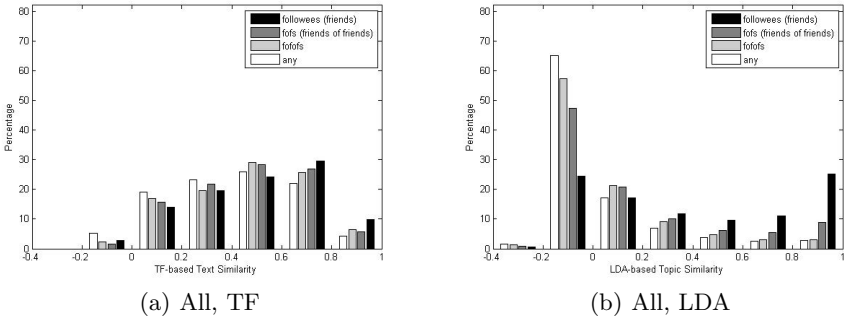 followees (friends)
fofs (friends of friends)
fofofs
any
Percentage
80
70
60
50
40
30
20
10
0
-0.4
-0.2
0
0.2
0.4
0.6
0.8
1
TF-based Text Similarity
(a) All, TF
followees (friends)
fofs (friends of friends)
fofofs
any
Percentage
80
70
60
50
40
30
20
10
0
-0.4
-0.2
0
0.2
0.4
0.6
0.8
1
LDA-based Topic Similarity
(b) All, LDA